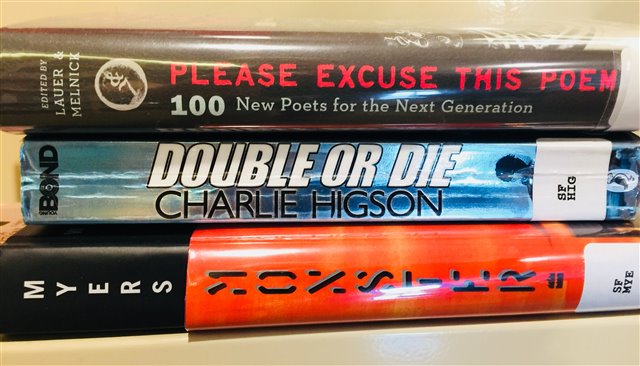 EDITED BY
LAUER &
MELNICK
PLEASE EXCUSE THIS POEM
100 New Poets for the Next Generation
YOUNG
BOND
DOUBLE OR DIE
CHARLIE HIGSON
SF
HIG
MYERS
MONSTER
SF
MYE